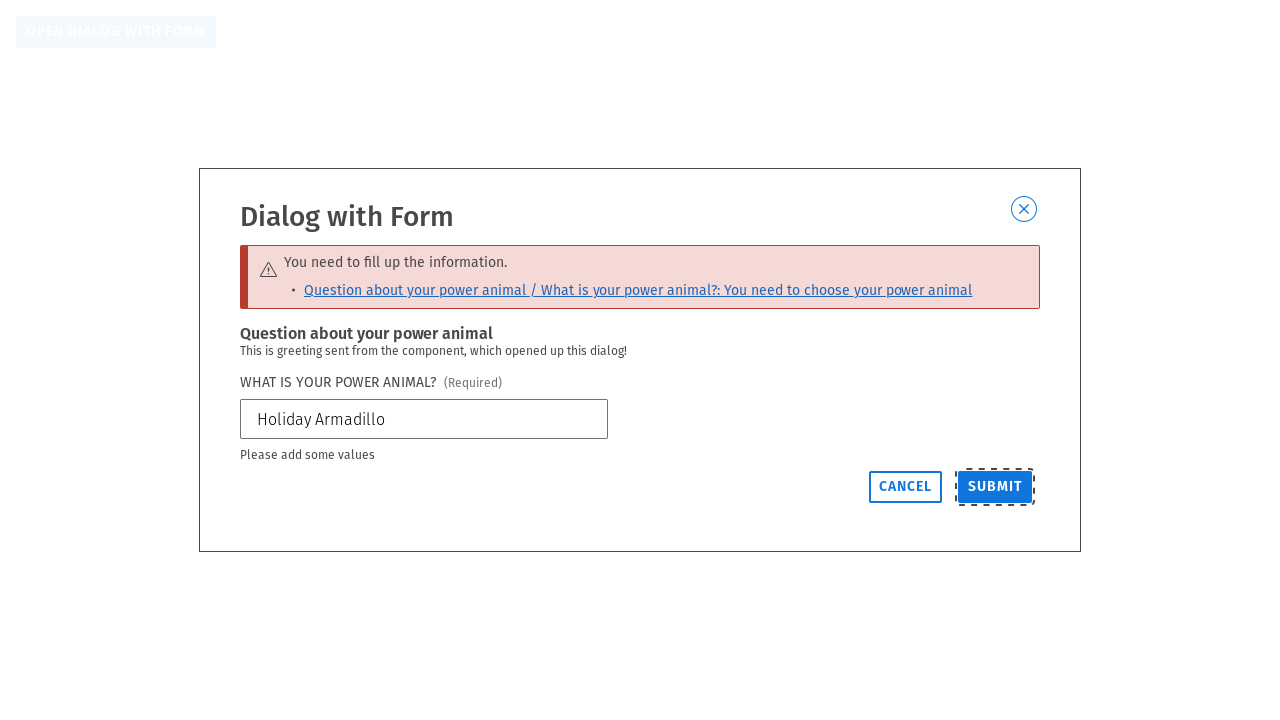 OPEN DIALOG WITH FORM
Dialog with Form
You need to fill up the information.
• Question about your power animal / What is your power animal?: You need to choose your power animal
Question about your power animal
This is greeting sent from the component, which opened up this dialog!
WHAT IS YOUR POWER ANIMAL? (Required)
Holiday Armadillo
Please add some values
CANCEL SUBMIT